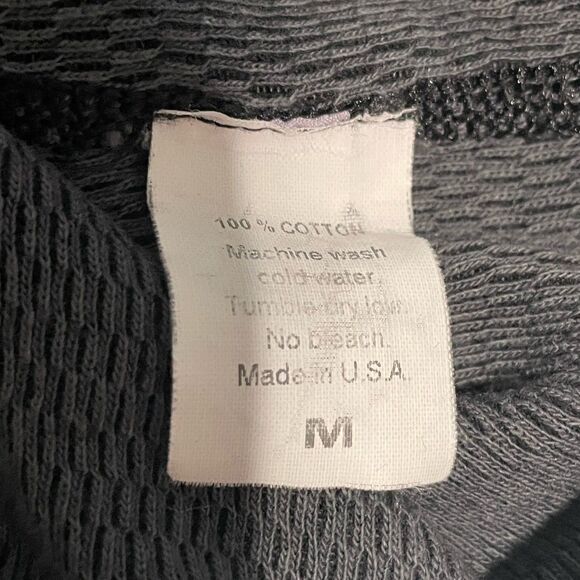 100 % COTTON
Machine wash
cold water.
Tumble dry low.
No bleach.
Made in U.S.A.
M